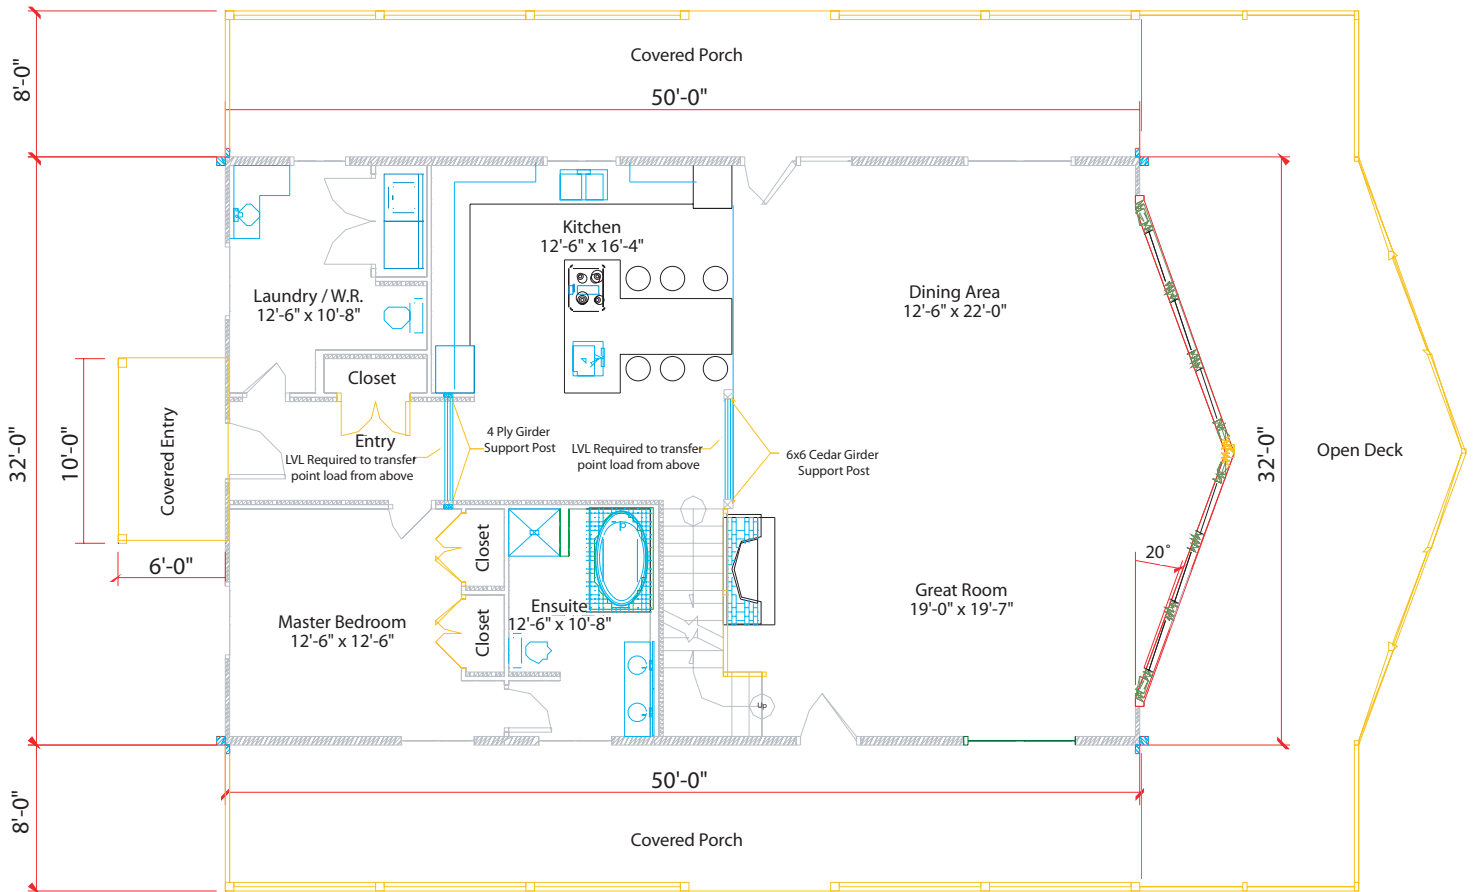 Covered Porch
8'-0"
50'-0"
Kitchen
12'-6" x 16'-4"
Laundry / W.R.
12'-6" x 10'-8"
Dining Area
12'-6" x 22'-0"
Closet
Covered Entry
10'-0"
32'-0"
6'-0"
Entry
LVL Required to transfer
point load from above
4 Ply Girder
Support Post
LVL Required to transfer
point load from above
6x6 Cedar Girder
Support Post
32'-0"
Open Deck
20°
Closet
Closet
Ensuite
12'-6" x 10'-8"
Master Bedroom
12'-6" x 12'-6"
Great Room
19'-0" x 19'-7"
Up
50'-0"
8'-0"
Covered Porch